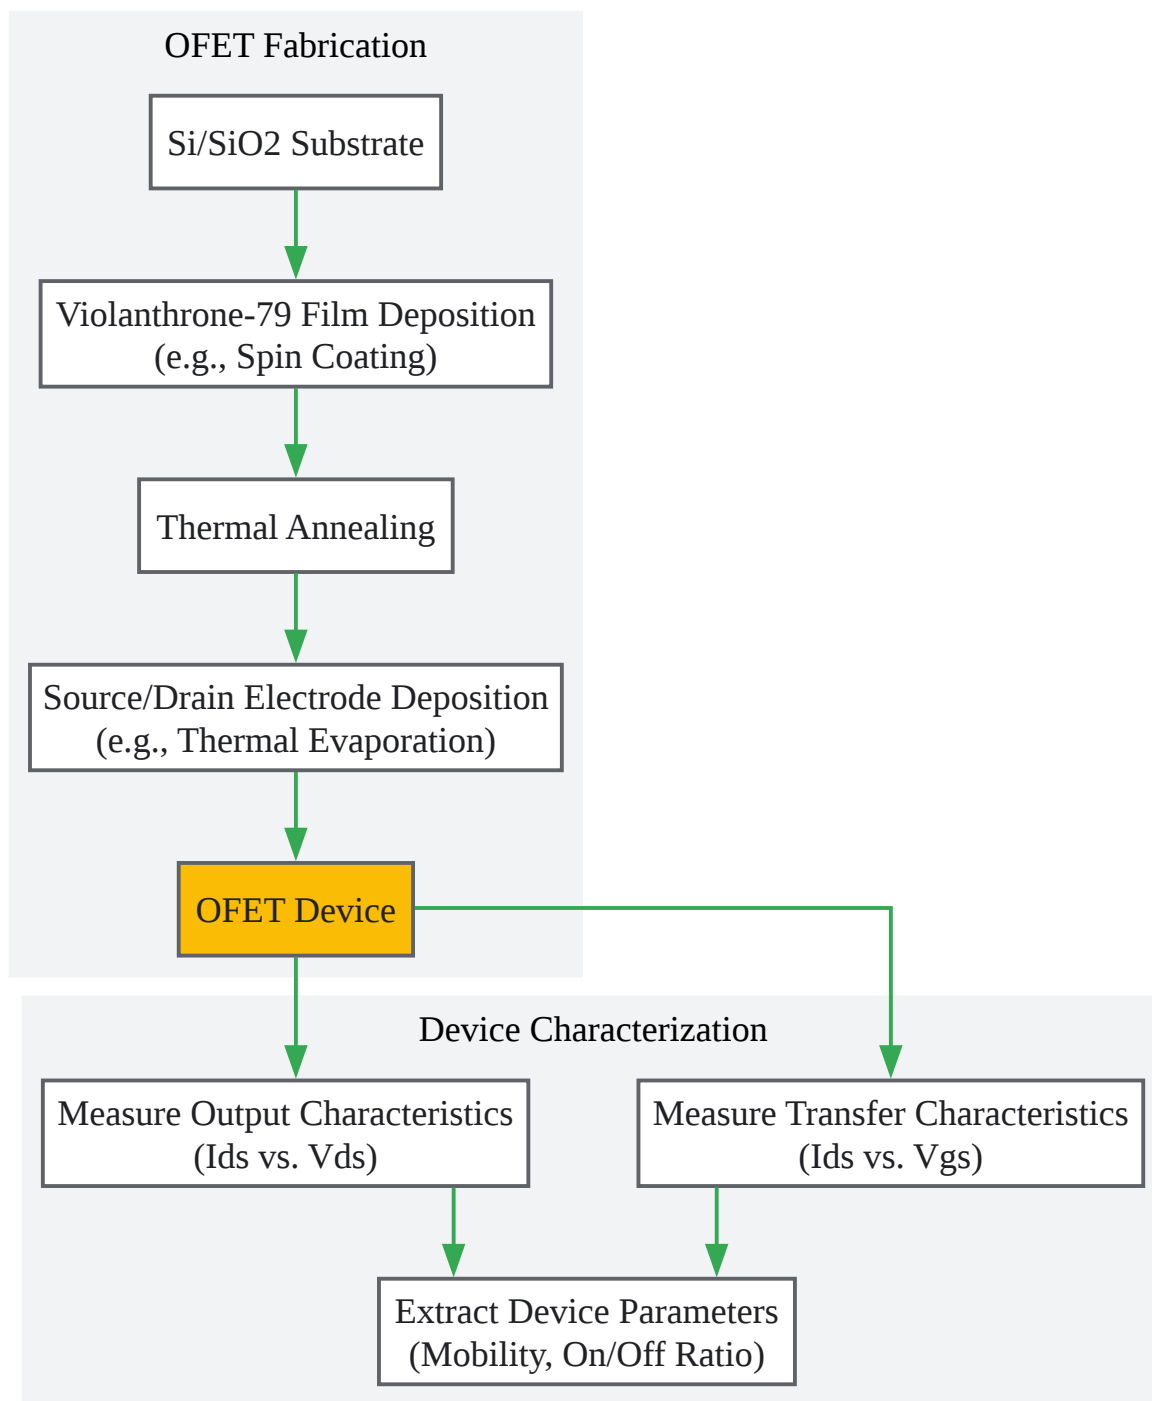 OFET Fabrication
Si/SiO2 Substrate
Violanthrone-79 Film Deposition
(e.g., Spin Coating)
Thermal Annealing
Source/Drain Electrode Deposition
(e.g., Thermal Evaporation)
OFET Device
Device Characterization
Measure Output Characteristics
(Ids vs. Vds)
Measure Transfer Characteristics
(Ids vs. Vgs)
Extract Device Parameters
(Mobility, On/Off Ratio)